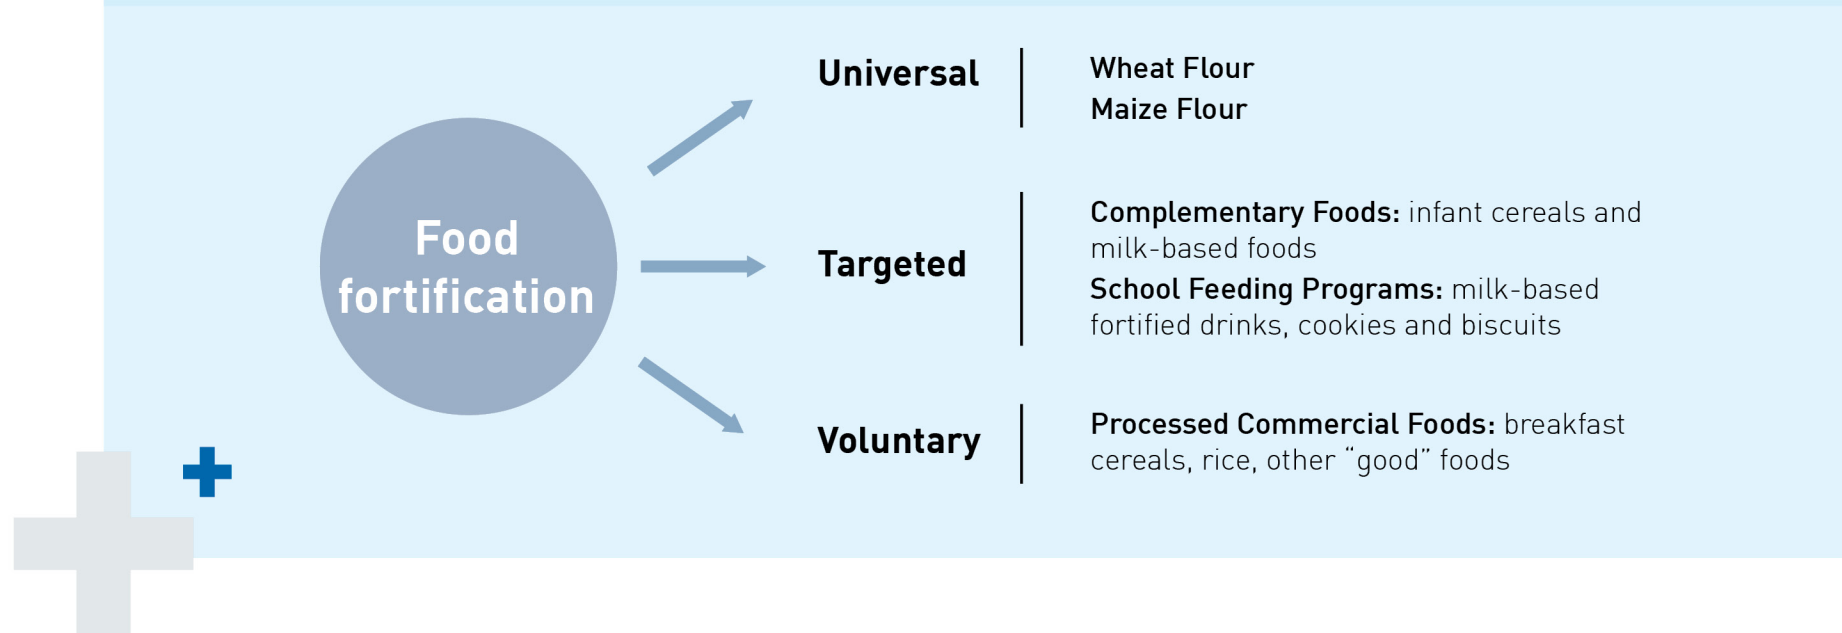 Food
fortification
Universal
Wheat Flour
Maize Flour
Targeted
Complementary Foods: infant cereals and
milk-based foods
School Feeding Programs: milk-based
fortified drinks, cookies and biscuits
Voluntary
Processed Commercial Foods: breakfast
cereals, rice, other “good” foods